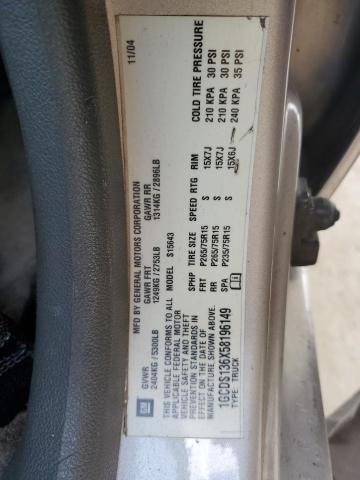 GM
MFD BY GENERAL MOTORS CORPORATION 11/04
GVWR GAWR FRT GAWR RR
2404KG / 5300LB 1249KG / 2753LB 1314KG / 2896LB
THIS VEHICLE CONFORMS TO ALL
APPLICABLE FEDERAL MOTOR
VEHICLE SAFETY AND THEFT
PREVENTION STANDARDS IN
EFFECT ON THE DATE OF
MANUFACTURE SHOWN ABOVE.
1GCDS136X58196149
TYPE: TRUCK
MODEL S15643
SPHP TIRE SIZE SPEED RTG RIM COLD TIRE PRESSURE
FRT P265/75R15 S 15X7J 210 KPA 30 PSI
RR P265/75R15 S 15X7J 210 KPA 30 PSI
SPA P235/75R15 S 15X6J 240 KPA 35 PSI